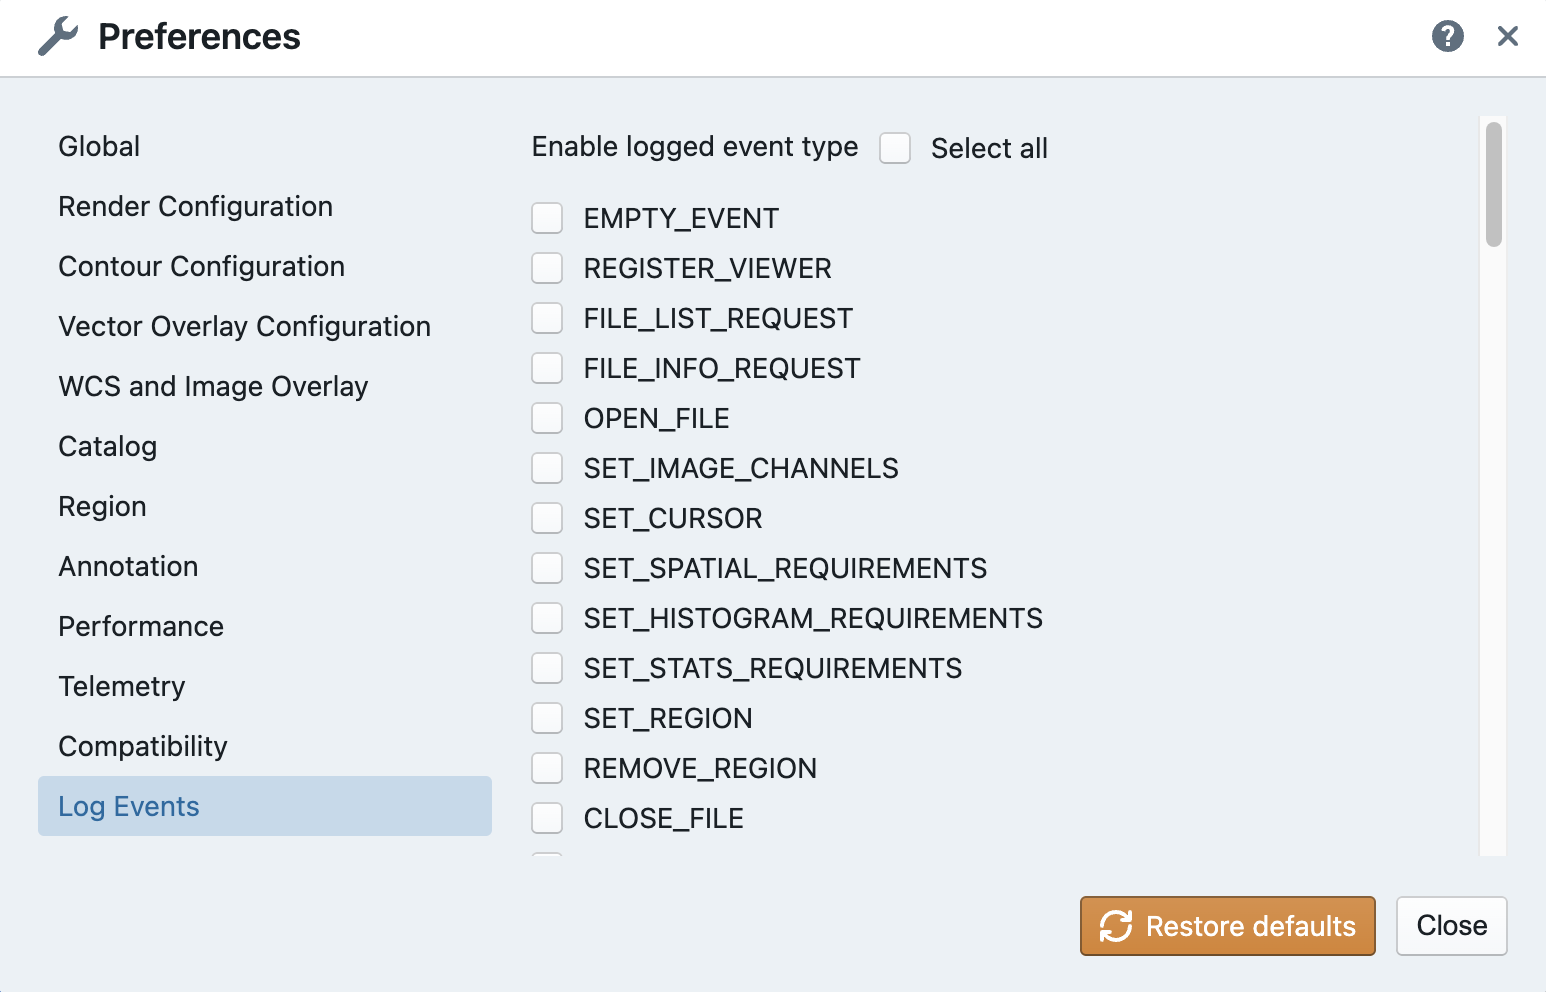 Preferences
Global
Render Configuration
Contour Configuration
Vector Overlay Configuration
WCS and Image Overlay
Catalog
Region
Annotation
Performance
Telemetry
Compatibility
Log Events
Enable logged event type Select all
EMPTY_EVENT
REGISTER_VIEWER
FILE_LIST_REQUEST
FILE_INFO_REQUEST
OPEN_FILE
SET_IMAGE_CHANNELS
SET_CURSOR
SET_SPATIAL_REQUIREMENTS
SET_HISTOGRAM_REQUIREMENTS
SET_STATS_REQUIREMENTS
SET_REGION
REMOVE_REGION
CLOSE_FILE
Restore defaults Close